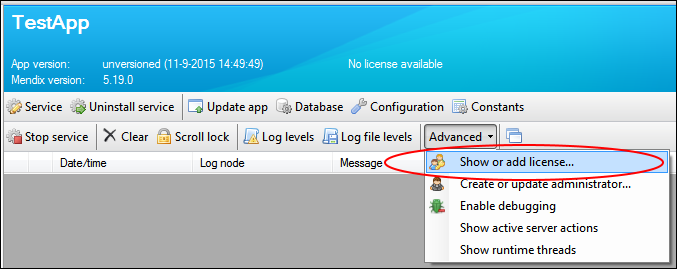 TestApp
App version: unversioned (11-9-2015 14:49:49) No license available
Mendix version: 5.19.0
Service Uninstall service Update app Database Configuration Constants
Stop service Clear Scroll lock Log levels Log file levels Advanced
Date/time Log node Message
Show or add license...
Create or update administrator...
Enable debugging
Show active server actions
Show runtime threads